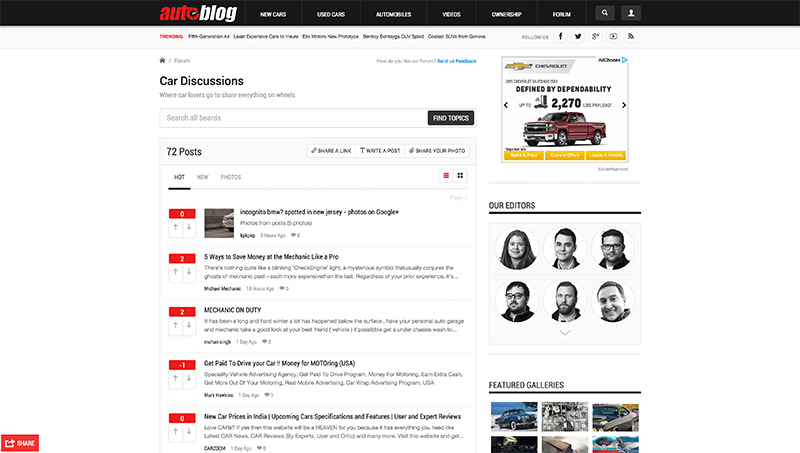 autoblog
NEW CARS USED CARS AUTOMOBILES VIDEOS OWNERSHIP FORUM
TRENDING Fifth-Generation A4 Least Expensive Cars to Insure Elio Motors New Prototype Bentley Bentayga DLV Spied Coolest SUVs from Geneva
FOLLOW US
/ Forum
How do you like our Forum? Send us Feedback
Car Discussions
Where car lovers go to share everything on wheels
Search all boards
FIND TOPICS
72 Posts
SHARE A LINK WRITE A POST SHARE YOUR PHOTO
HOT NEW PHOTOS
Page 1
0
incognito bmw? spotted in new jersey - photos on Google+
Photos from posts (5 photos)
3 Hours Ago 0
2
5 Ways to Save Money at the Mechanic Like a Pro
There's nothing quite like a blinking "CheckEngine" light, a mysterious symbol thatusually conjures the
ghosts of mechanic past—each more expensivethan the last. Regardless of your prior experience, it's...
Michael Mechanic 18 Hours Ago 0
2
MECHANIC ON DUTY
It has been a long and hard winter a lot has happened below the surface , have your personal auto garage
and mechanic take a good look at your best friend ( vehicle ) if possible get a under chassis wash to...
mohan singh 1 Day Ago 2
-1
Get Paid To Drive your Car !! Money for MOTOring (USA)
Speciality Vehicle Advertising Agency, Get Paid To Drive Program, Money For Motoring, Earn Extra Cash,
Get More Out Of Your Motoring, Real Mobile Advertising, Car Wrap Advertising Program, USA
Mark Hawkins 1 Day Ago 1
0
New Car Prices in India | Upcoming Cars Specifications and Features | User and Expert Reviews
Love CARs? If yes then this website will be a HEAVEN for you because it has everything you need like
Latest CAR News, CAR Reviews (By Experts, User and Critic) and many more. Visit this website and get...
CARZOOM 1 Day Ago 0
AdChoices
CHEVROLET
2015 CHEVROLET SILVERADO 1500
DEFINED BY DEPENDABILITY
UP TO 2,270 LBS PAYLOAD
Build & Price Current Offers Locate A Vehicle
Advertisement
OUR EDITORS
FEATURED GALLERIES
SHARE